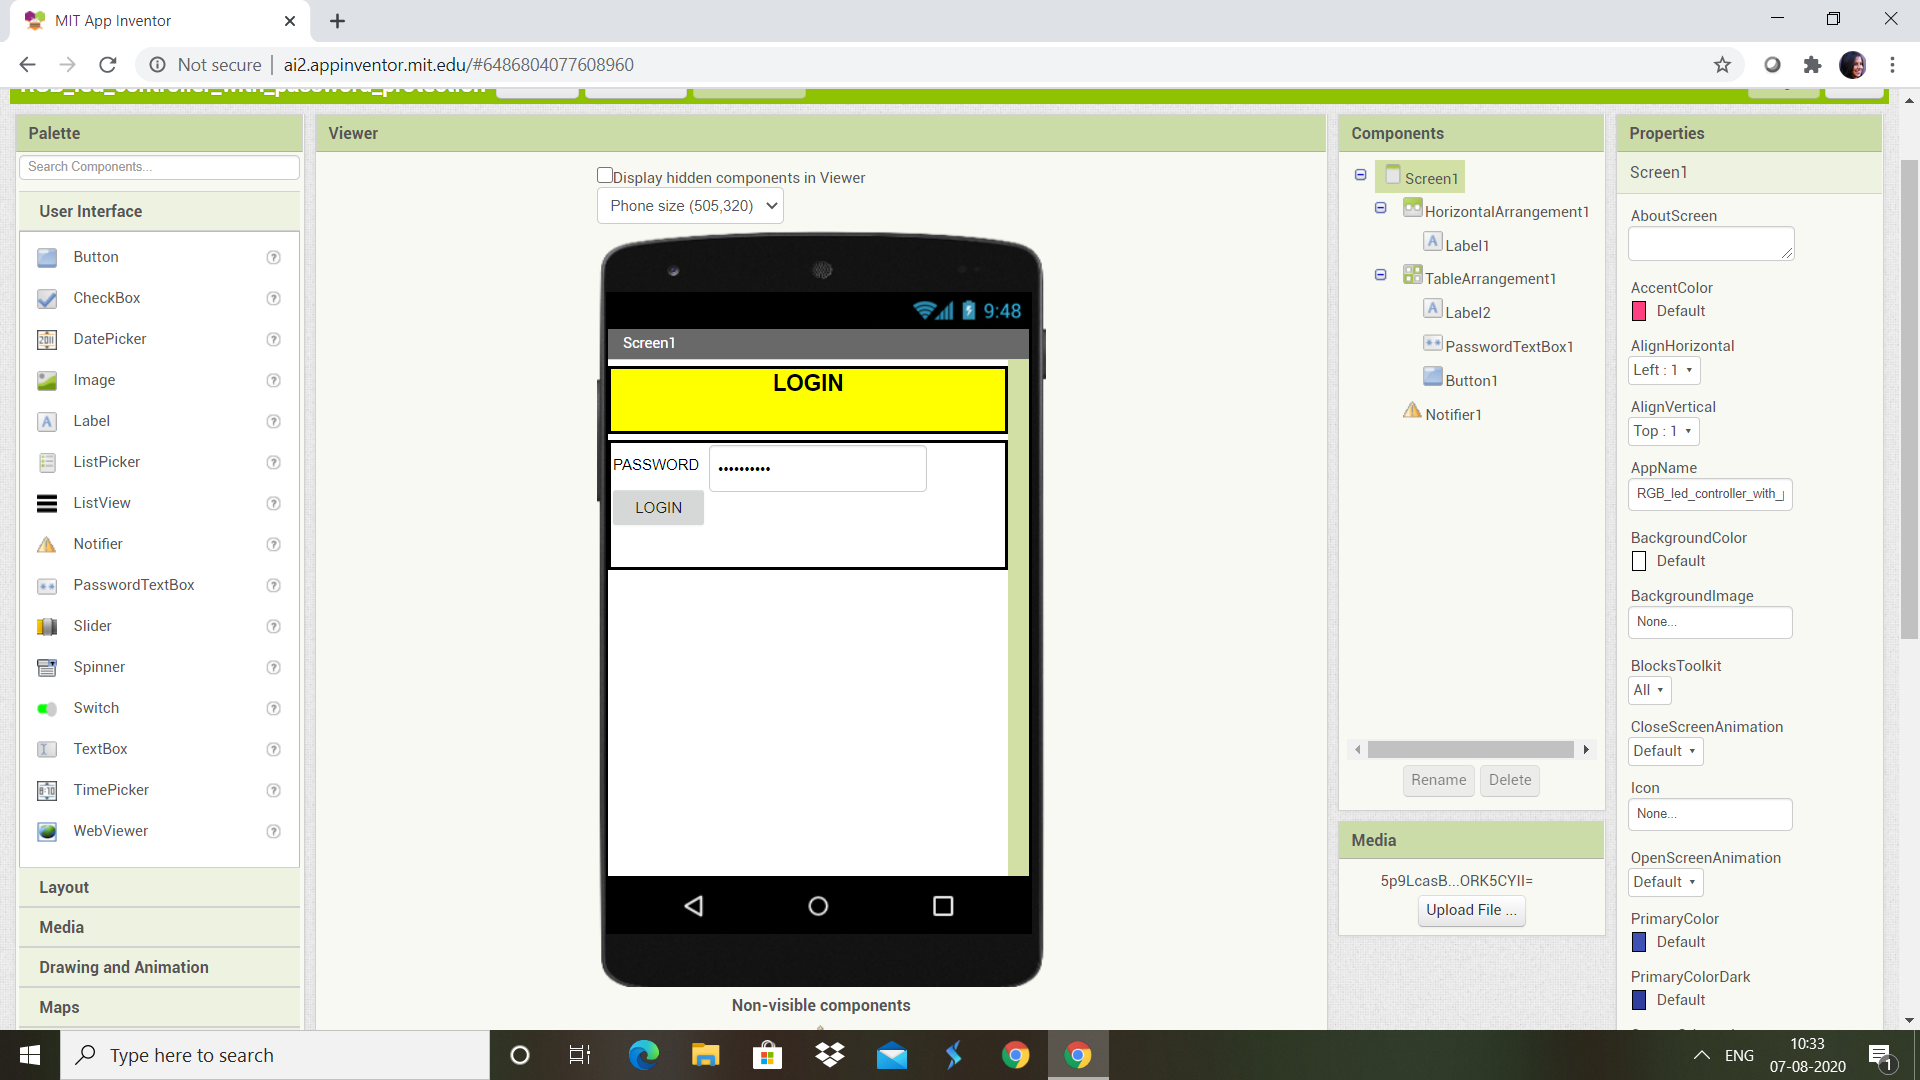 MIT App Inventor
Not secure
ai2.appinventor.mit.edu/#6486804077608960
RGB_led_controller_with_password_protection
Palette
Search Components...
User Interface
Button
CheckBox
DatePicker
Image
Label
ListPicker
ListView
Notifier
PasswordTextBox
Slider
Spinner
Switch
TextBox
TimePicker
WebViewer
Layout
Media
Drawing and Animation
Maps
Viewer
Display hidden components in Viewer
Phone size (505,320)
9:48
Screen1
LOGIN
PASSWORD
LOGIN
Non-visible components
Components
Screen1
HorizontalArrangement1
Label1
TableArrangement1
Label2
PasswordTextBox1
Button1
Notifier1
Rename Delete
Media
5p9LcasB...ORK5CYII=
Upload File ...
Properties
Screen1
AboutScreen
AccentColor
Default
AlignHorizontal
Left : 1
AlignVertical
Top : 1
AppName
RGB_led_controller_with_
BackgroundColor
Default
BackgroundImage
None...
BlocksToolkit
All
CloseScreenAnimation
Default
Icon
None...
OpenScreenAnimation
Default
PrimaryColor
Default
PrimaryColorDark
Default
Type here to search
ENG
10:33
07-08-2020
1